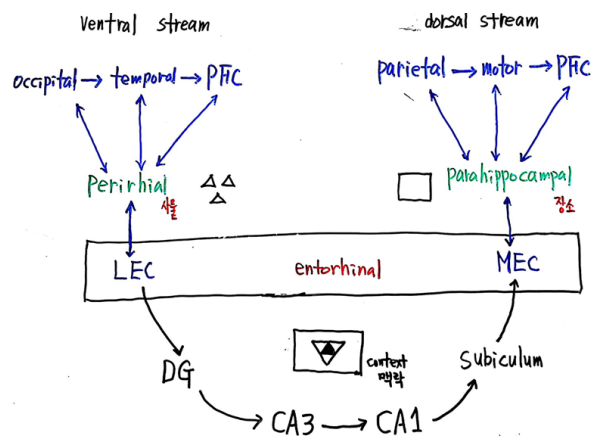 ventral stream
dorsal stream
occipital → temporal → PFC
parietal → motor → PFC
Perirhial
사물
parahippocampal
장소
LEC
entorhinal
MEC
DG
context
맥락
Subiculum
CA3 → CA1